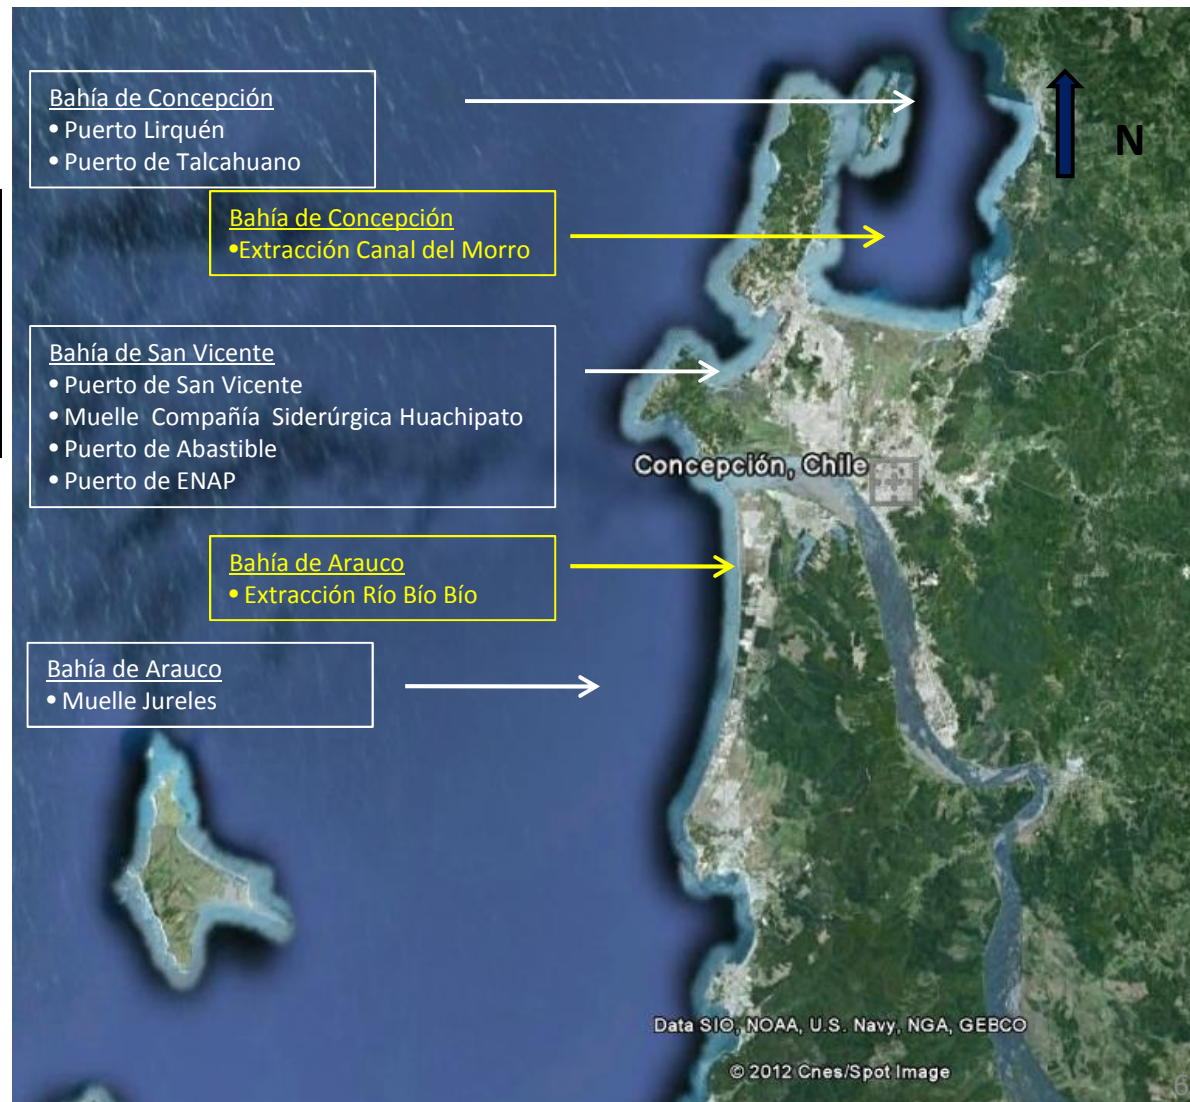 Bahía de Concepción
• Puerto Lirquén
• Puerto de Talcahuano
N
Bahía de Concepción
•Extracción Canal del Morro
Bahía de San Vicente
• Puerto de San Vicente
• Muelle Compañía Siderúrgica Huachipato
• Puerto de Abastible
• Puerto de ENAP
Concepción, Chile
Bahía de Arauco
• Extracción Río Bío Bío
Bahía de Arauco
• Muelle Jureles
Data SIO, NOAA, U.S. Navy, NGA, GEBCO
© 2012 Cnes/Spot Image
6